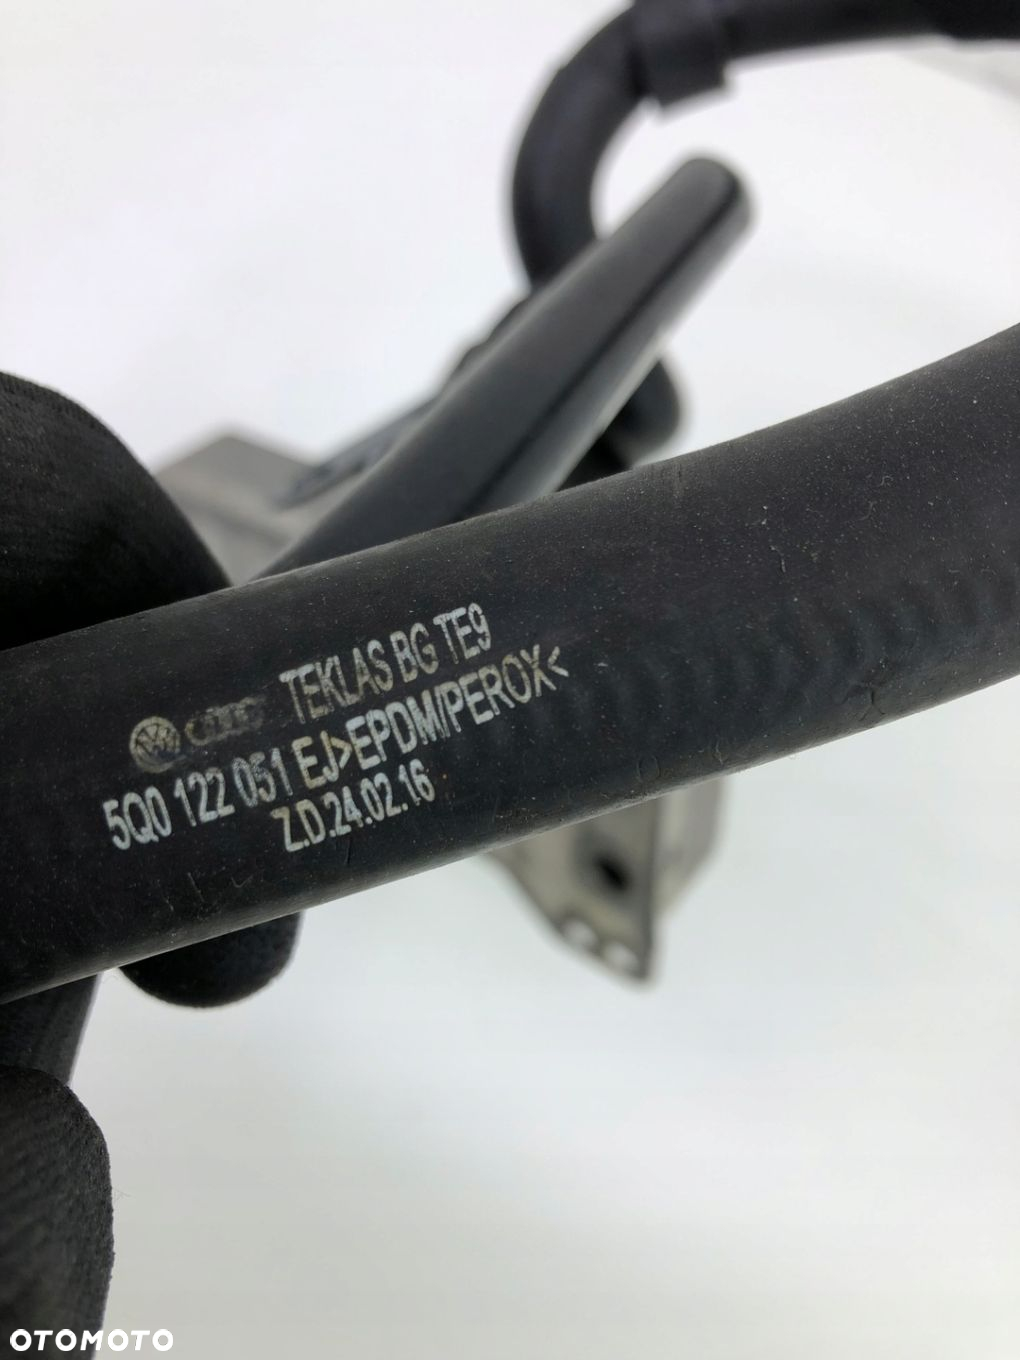 TEKLAS BG TE9
5Q0 122 051 EJ>EPDM/PEROX<
Z.D.24.02.16
OTOMOTO